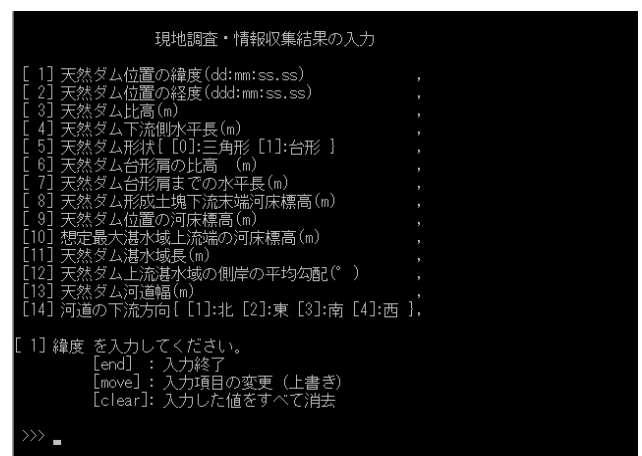 現地調査・情報収集結果の入力
[ 1] 天然ダム位置の緯度(dd:mm:ss.ss) ,
[ 2] 天然ダム位置の経度(ddd:mm:ss.ss) ,
[ 3] 天然ダム比高(m) ,
[ 4] 天然ダム下流側水平長(m) ,
[ 5] 天然ダム形状{ [0]:三角形 [1]:台形 } ,
[ 6] 天然ダム台形肩の比高 (m) ,
[ 7] 天然ダム台形肩までの水平長(m) ,
[ 8] 天然ダム形成土塊下流末端河床標高(m) ,
[ 9] 天然ダム位置の河床標高(m) ,
[10] 想定最大湛水域上流端の河床標高(m) ,
[11] 天然ダム湛水域長(m) ,
[12] 天然ダム上流湛水域の側岸の平均勾配(° ) ,
[13] 天然ダム河道幅(m) ,
[14] 河道の下流方向{ [1]:北 [2]:東 [3]:南 [4]:西 },
[ 1] 緯度 を入力してください。
[end] : 入力終了
[move] : 入力項目の変更 (上書き)
[clear]: 入力した値をすべて消去
>>> _